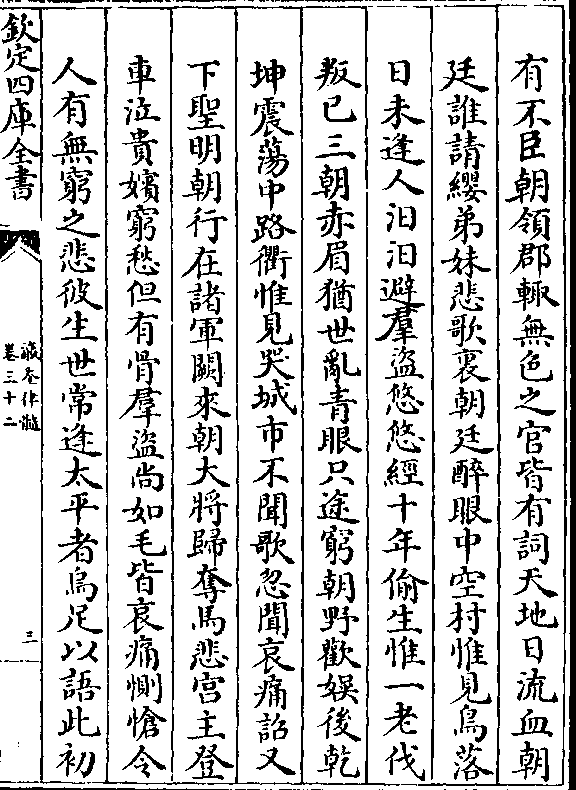 有不臣朝領郡輙無色之官皆有詞天地日流血朝
廷誰請纓弟妹悲歌裏朝廷醉眼中空村惟見鳥落
日未逢人汨汨避羣盜悠悠經十年偷生惟一老伐
叛已三朝赤眉猶世亂青眼只途窮朝野歡娛後乾
坤震蕩中路衢惟見哭城市不聞歌忽聞哀痛詔又
下聖明朝行在諸軍闕來朝大將歸奪馬悲宮主登
車泣貴嬪窮愁但有骨羣盜尚如毛皆哀痛惻愴令
人有無窮之悲彼生世常逢太平者烏足以語此初
欽定四庫全書
瀛奎律髓
卷三十二
三